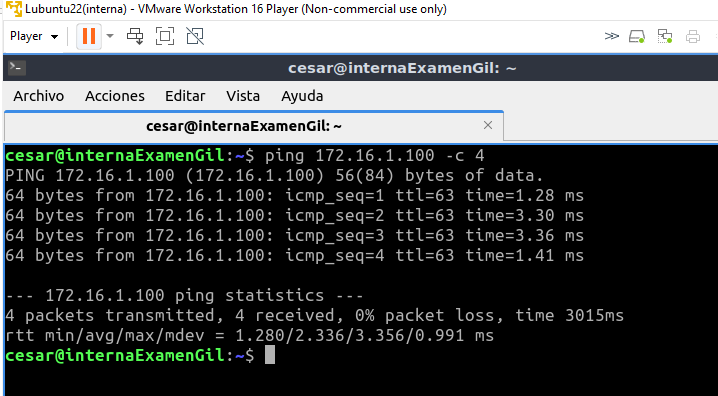 Lubuntu22(interna) - VMware Workstation 16 Player (Non-commercial use only)
Player
cesar@internaExamenGil: ~
Archivo Acciones Editar Vista Ayuda
cesar@internaExamenGil: ~
cesar@internaExamenGil:~$ ping 172.16.1.100 -c 4
PING 172.16.1.100 (172.16.1.100) 56(84) bytes of data.
64 bytes from 172.16.1.100: icmp_seq=1 ttl=63 time=1.28 ms
64 bytes from 172.16.1.100: icmp_seq=2 ttl=63 time=3.30 ms
64 bytes from 172.16.1.100: icmp_seq=3 ttl=63 time=3.36 ms
64 bytes from 172.16.1.100: icmp_seq=4 ttl=63 time=1.41 ms
--- 172.16.1.100 ping statistics ---
4 packets transmitted, 4 received, 0% packet loss, time 3015ms
rtt min/avg/max/mdev = 1.280/2.336/3.356/0.991 ms
cesar@internaExamenGil:~$